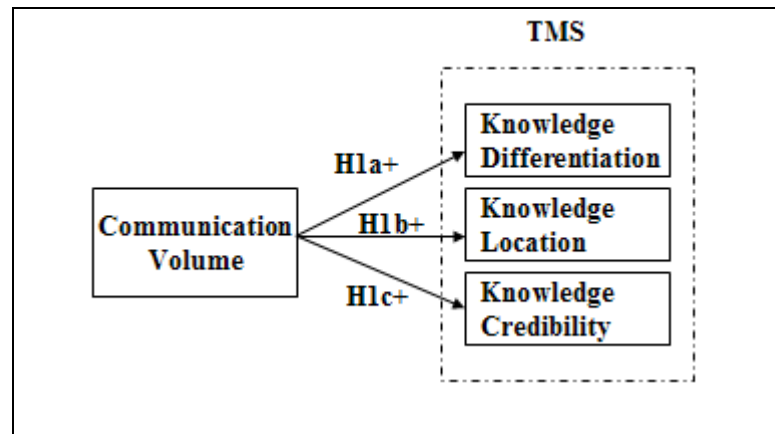 TMS
Knowledge
Differentiation
H1a+
Communication
Volume
H1b+
Knowledge
Location
H1c+
Knowledge
Credibility